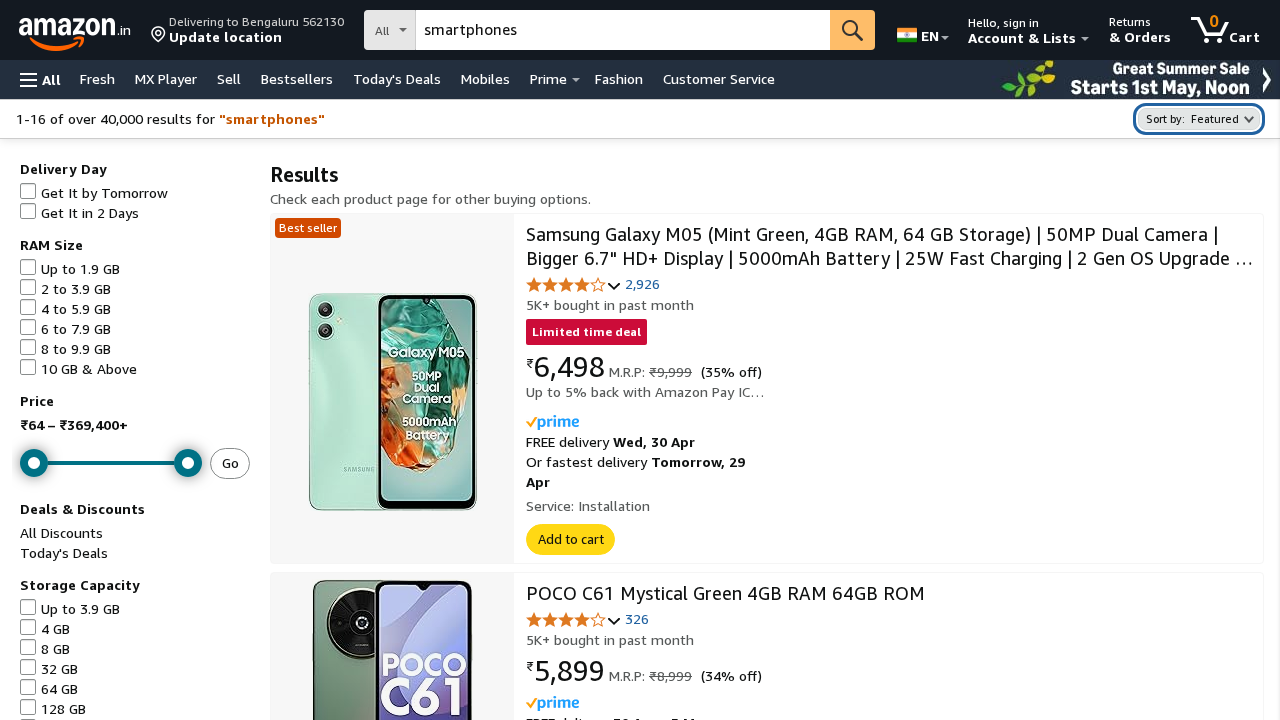 amazon.in
Delivering to Bengaluru 562130
Update location
All
smartphones
EN
Hello, sign in
Account & Lists
Returns
& Orders
0
Cart
All
Fresh
MX Player
Sell
Bestsellers
Today's Deals
Mobiles
Prime
Fashion
Customer Service
Great Summer Sale
Starts 1st May, Noon
1-16 of over 40,000 results for "smartphones"
Sort by: Featured
Delivery Day
Get It by Tomorrow
Get It in 2 Days
RAM Size
Up to 1.9 GB
2 to 3.9 GB
4 to 5.9 GB
6 to 7.9 GB
8 to 9.9 GB
10 GB & Above
Price
₹64 – ₹369,400+
Go
Deals & Discounts
All Discounts
Today's Deals
Storage Capacity
Up to 3.9 GB
4 GB
8 GB
32 GB
64 GB
128 GB
Results
Check each product page for other buying options.
Best seller
Galaxy M05
50MP
Dual
Camera
5000mAh
Battery
SAMSUNG
Samsung Galaxy M05 (Mint Green, 4GB RAM, 64 GB Storage) | 50MP Dual Camera |
Bigger 6.7" HD+ Display | 5000mAh Battery | 25W Fast Charging | 2 Gen OS Upgrade …
2,926
5K+ bought in past month
Limited time deal
₹6,498 M.R.P: ₹9,999 (35% off)
Up to 5% back with Amazon Pay IC…
prime
FREE delivery Wed, 30 Apr
Or fastest delivery Tomorrow, 29
Apr
Service: Installation
Add to cart
POCO
C61
POCO C61 Mystical Green 4GB RAM 64GB ROM
326
5K+ bought in past month
₹5,899 M.R.P: ₹8,999 (34% off)
prime